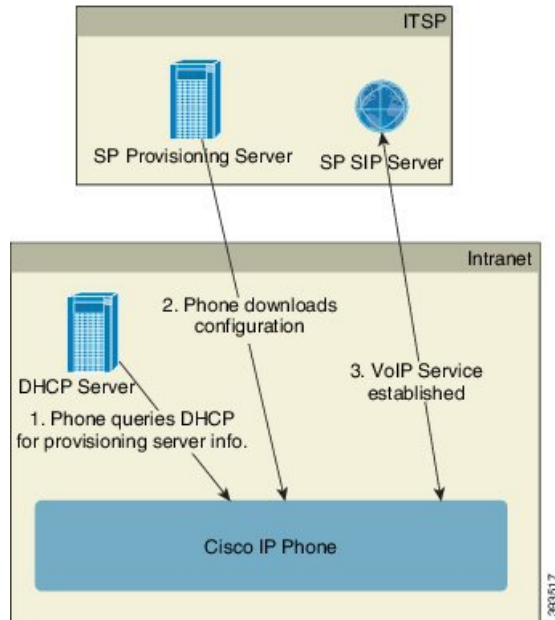 ITSP
SP Provisioning Server
SP SIP Server
Intranet
2. Phone downloads
configuration
DHCP Server
3. VoIP Service
established
1. Phone queries DHCP
for provisioning server info.
Cisco IP Phone
393517